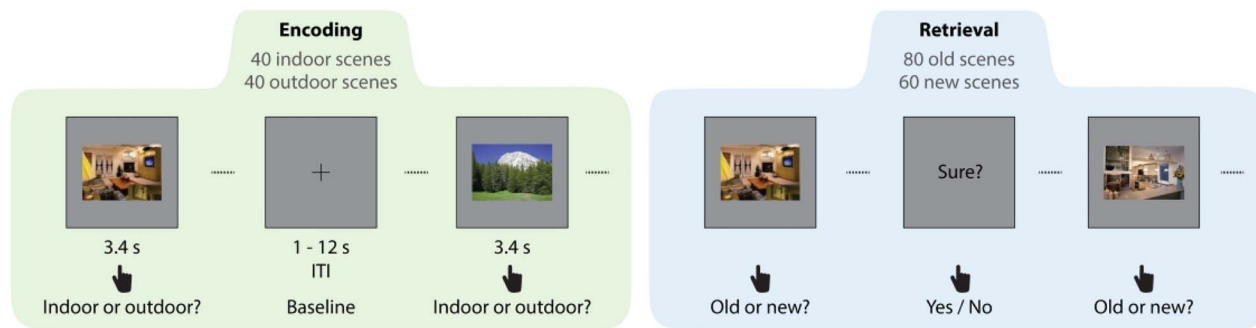 Encoding
40 indoor scenes
40 outdoor scenes
3.4 s
Indoor or outdoor?
1 - 12 s
ITI
Baseline
3.4 s
Indoor or outdoor?
Retrieval
80 old scenes
60 new scenes
Old or new?
Sure?
Yes / No
Old or new?